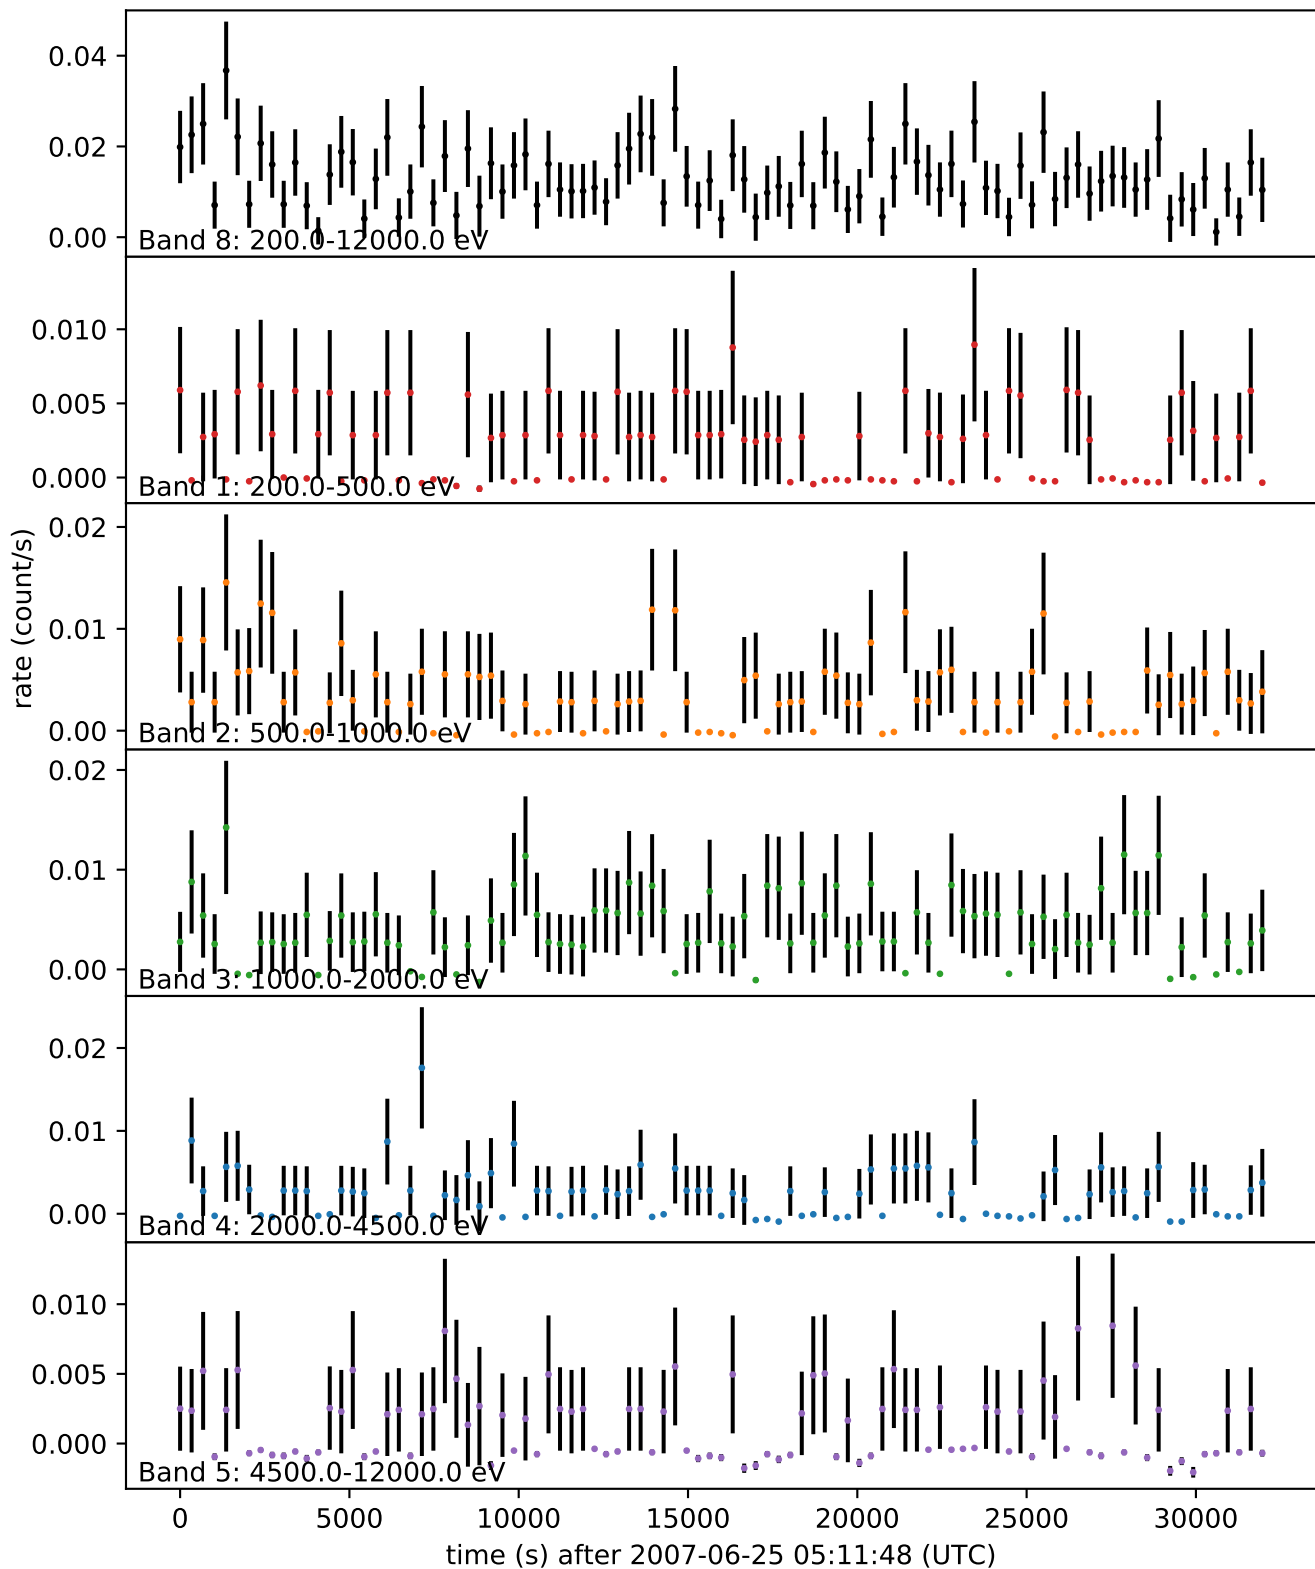 0.04
0.02
0.00
Band 8: 200.0-12000.0 eV
0.010
0.005
0.000
Band 1: 200.0-500.0 eV
rate (count/s)
0.02
0.01
0.00
Band 2: 500.0-1000.0 eV
0.02
0.01
0.00
Band 3: 1000.0-2000.0 eV
0.02
0.01
0.00
Band 4: 2000.0-4500.0 eV
0.010
0.005
0.000
Band 5: 4500.0-12000.0 eV
0 5000 10000 15000 20000 25000 30000
time (s) after 2007-06-25 05:11:48 (UTC)